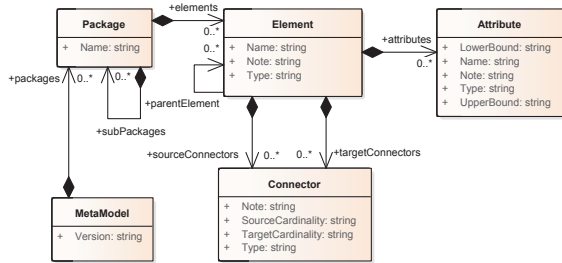 Package
+ Name: string
+elements
0..*
Element
+ Name: string
+ Note: string
+ Type: string
+attributes
0..*
Attribute
+ LowerBound: string
+ Name: string
+ Note: string
+ Type: string
+ UpperBound: string
+packages
0..*
0..*
+subPackages
0..*
+parentElement
+sourceConnectors
0..*
0..*
+targetConnectors
MetaModel
+ Version: string
Connector
+ Note: string
+ SourceCardinality: string
+ TargetCardinality: string
+ Type: string